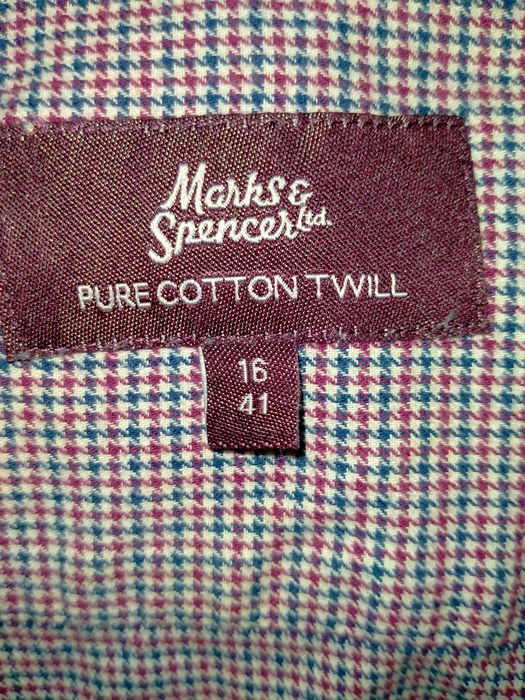 Marks &
Spencer Ltd.
PURE COTTON TWILL
16
41